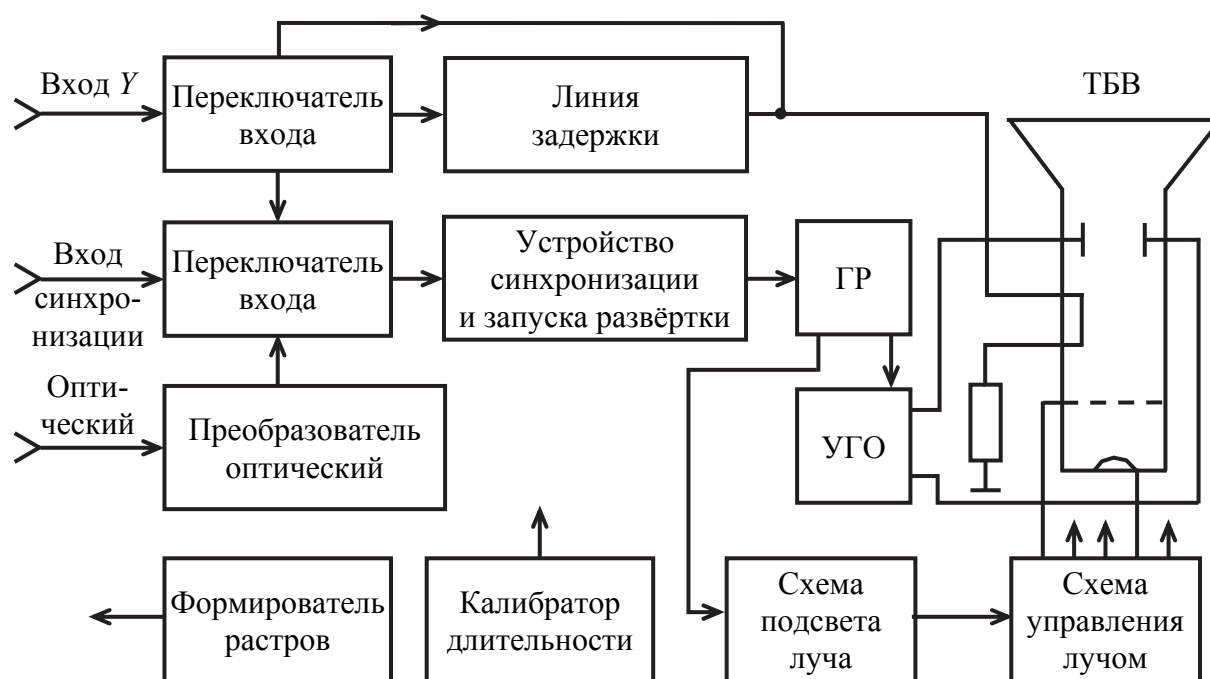 Вход Y
Переключатель
входа
Линия
задержки
ТБВ
Вход
синхро-
низации
Переключатель
входа
Устройство
синхронизации
и запуска развёртки
ГР
Опти-
ческий
Преобразователь
оптический
УГО
Формирователь
растров
Калибратор
длительности
Схема
подсвета
луча
Схема
управления
лучом